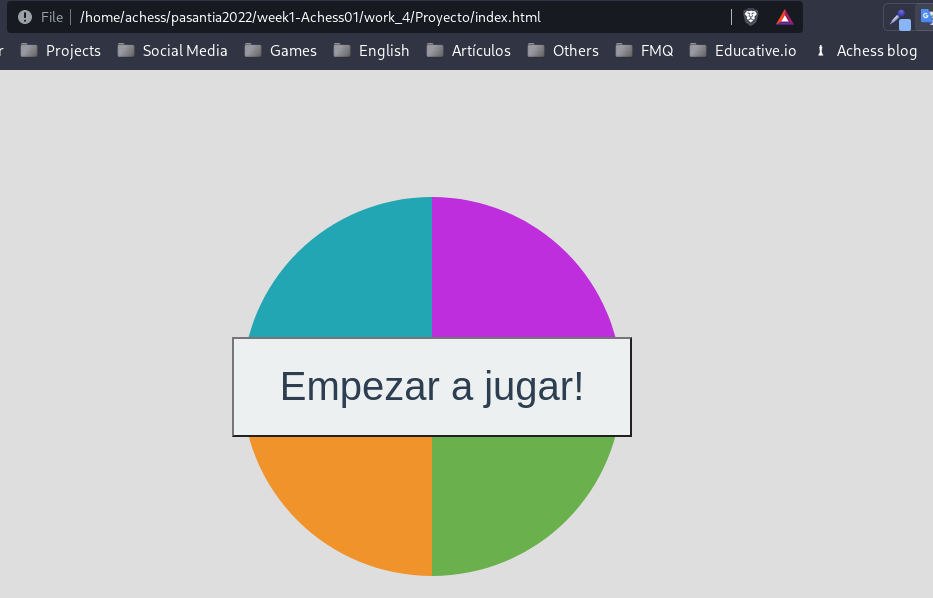 File /home/achess/pasantia2022/week1-Achess01/work_4/Proyecto/index.html
r Projects Social Media Games English Artículos Others FMQ Educative.io Achess blog
Empezar a jugar!